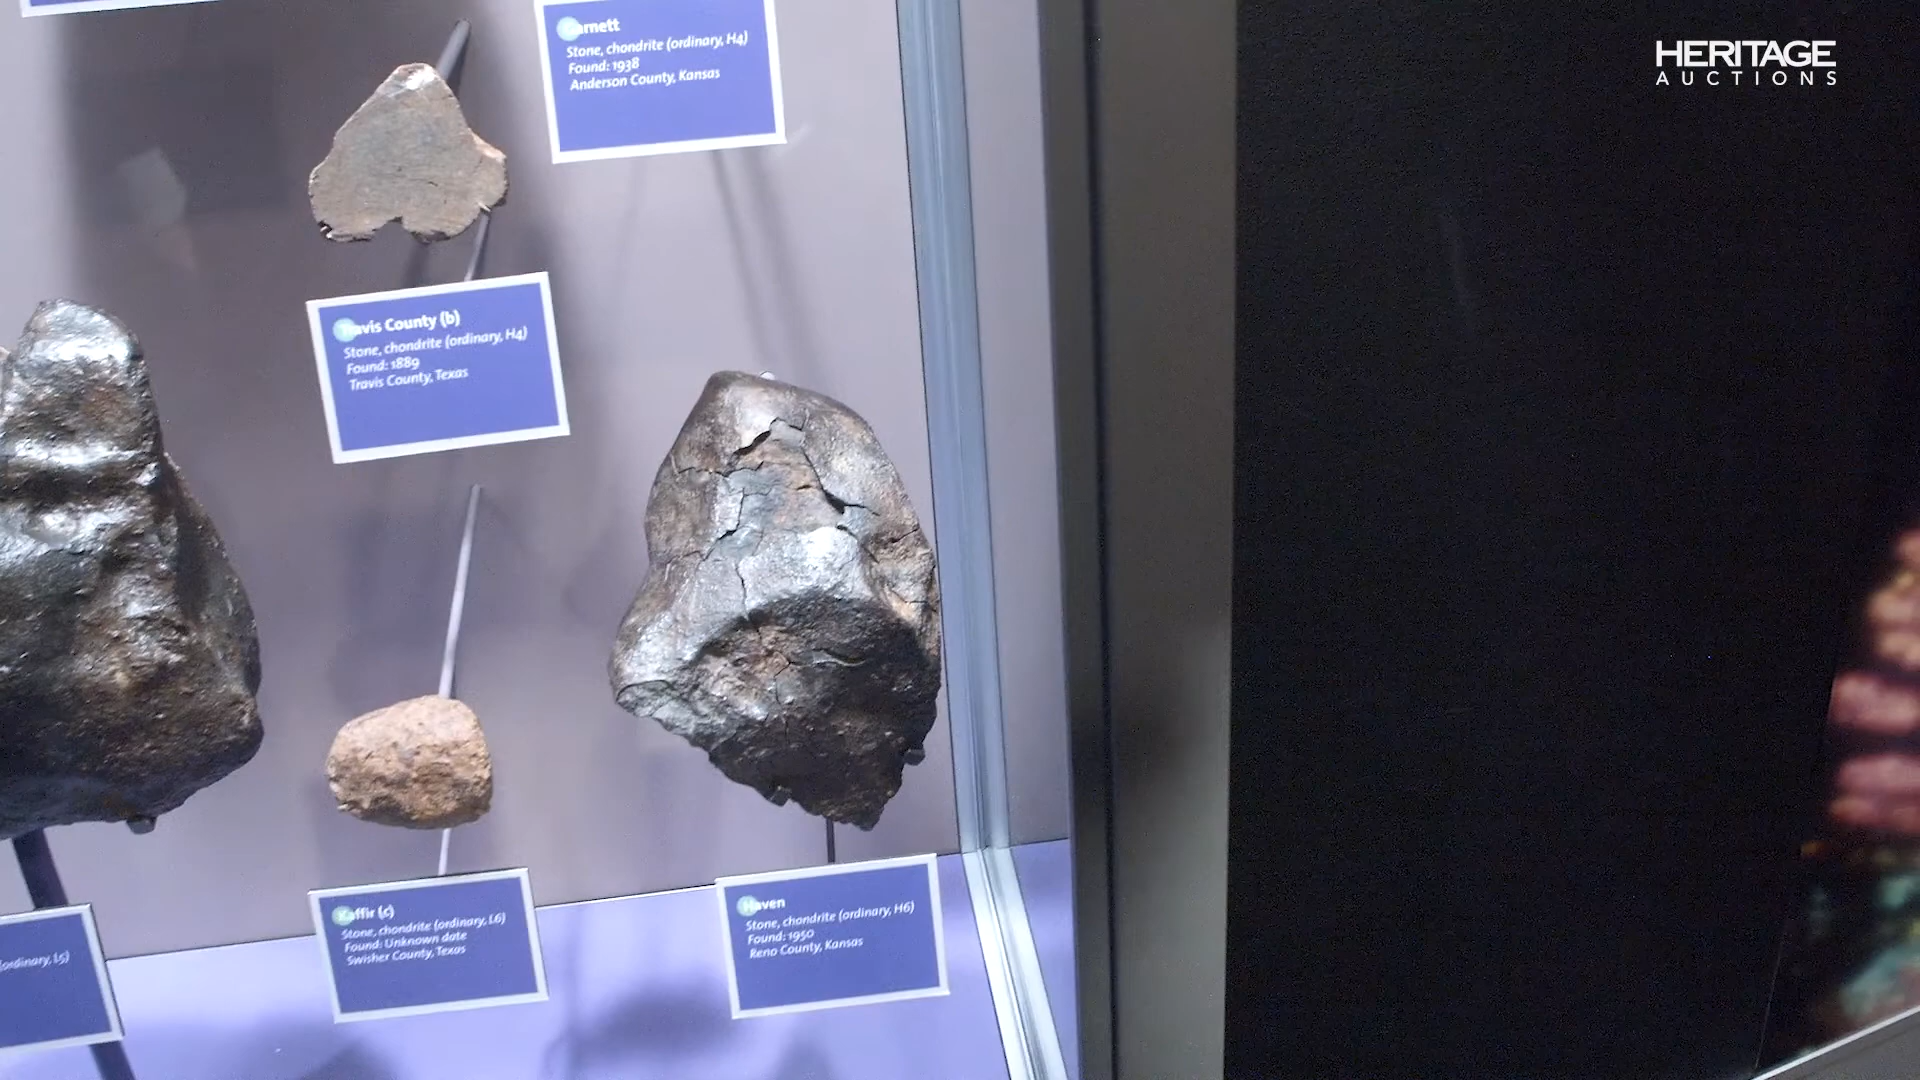 HERITAGE
AUCTIONS
Garnett
Stone, chondrite (ordinary, H4)
Found: 1938
Anderson County, Kansas
Travis County (b)
Stone, chondrite (ordinary, H4)
Found: 1889
Travis County, Texas
(ordinary, L5)
Kaffir (c)
Stone, chondrite (ordinary, L6)
Found: Unknown date
Swisher County, Texas
Haven
Stone, chondrite (ordinary, H6)
Found: 1950
Reno County, Kansas